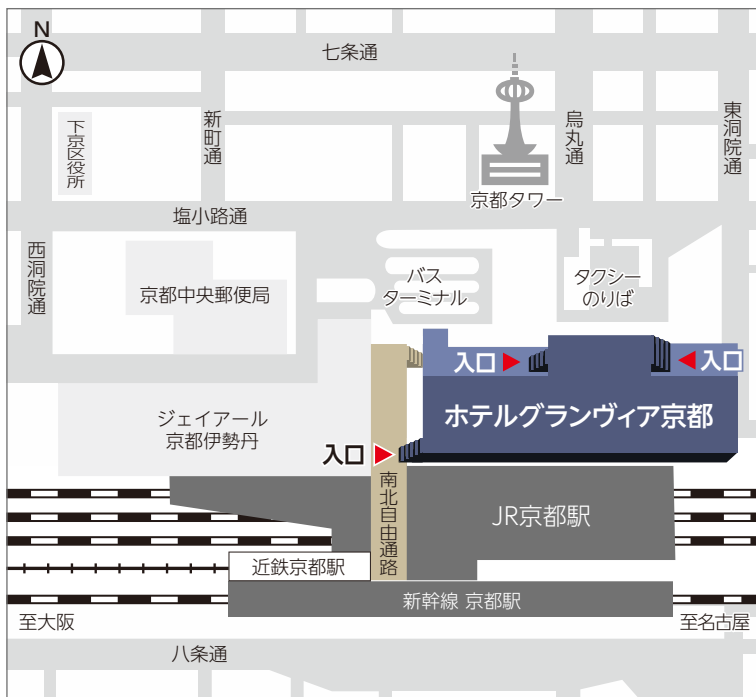 N
七条通
下京区役所
新町通
烏丸通
東洞院通
京都タワー
塩小路通
西洞院通
京都中央郵便局
バス
ターミナル
タクシー
のりば
入口
入口
ホテルグランヴィア京都
ジェイアール
京都伊勢丹
入口
南北自由通路
JR京都駅
近鉄京都駅
新幹線 京都駅
至大阪
至名古屋
八条通